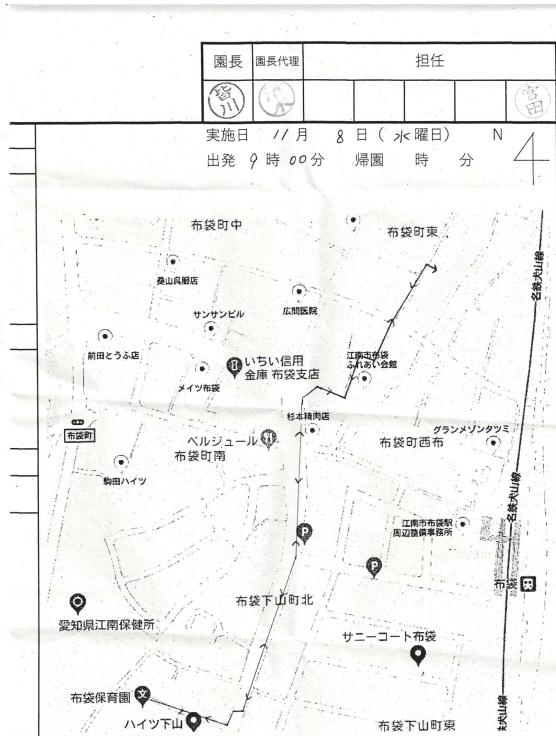 園長 園長代理 担任
皆川 宮田
実施日 11月 8日(水曜日) N
出発 9時00分 帰園 時 分
布袋町中
布袋町東
桑山呉服店
広間医院
サンサンビル
前田とうふ店
いちい信用
金庫 布袋支店
江南市布袋
ふれあい会館
メイツ布袋
杉本精肉店
布袋町
ベルジュール
布袋町南
布袋町西布
グランメゾンタツミ
駒田ハイツ
名鉄犬山線
名鉄犬山線
江南市布袋駅
周辺整備事務所
P
P
布袋
布袋下山町北
愛知県江南保健所
サニーコート布袋
布袋保育園
文
ハイツ下山
布袋下山町東
鉄犬山線